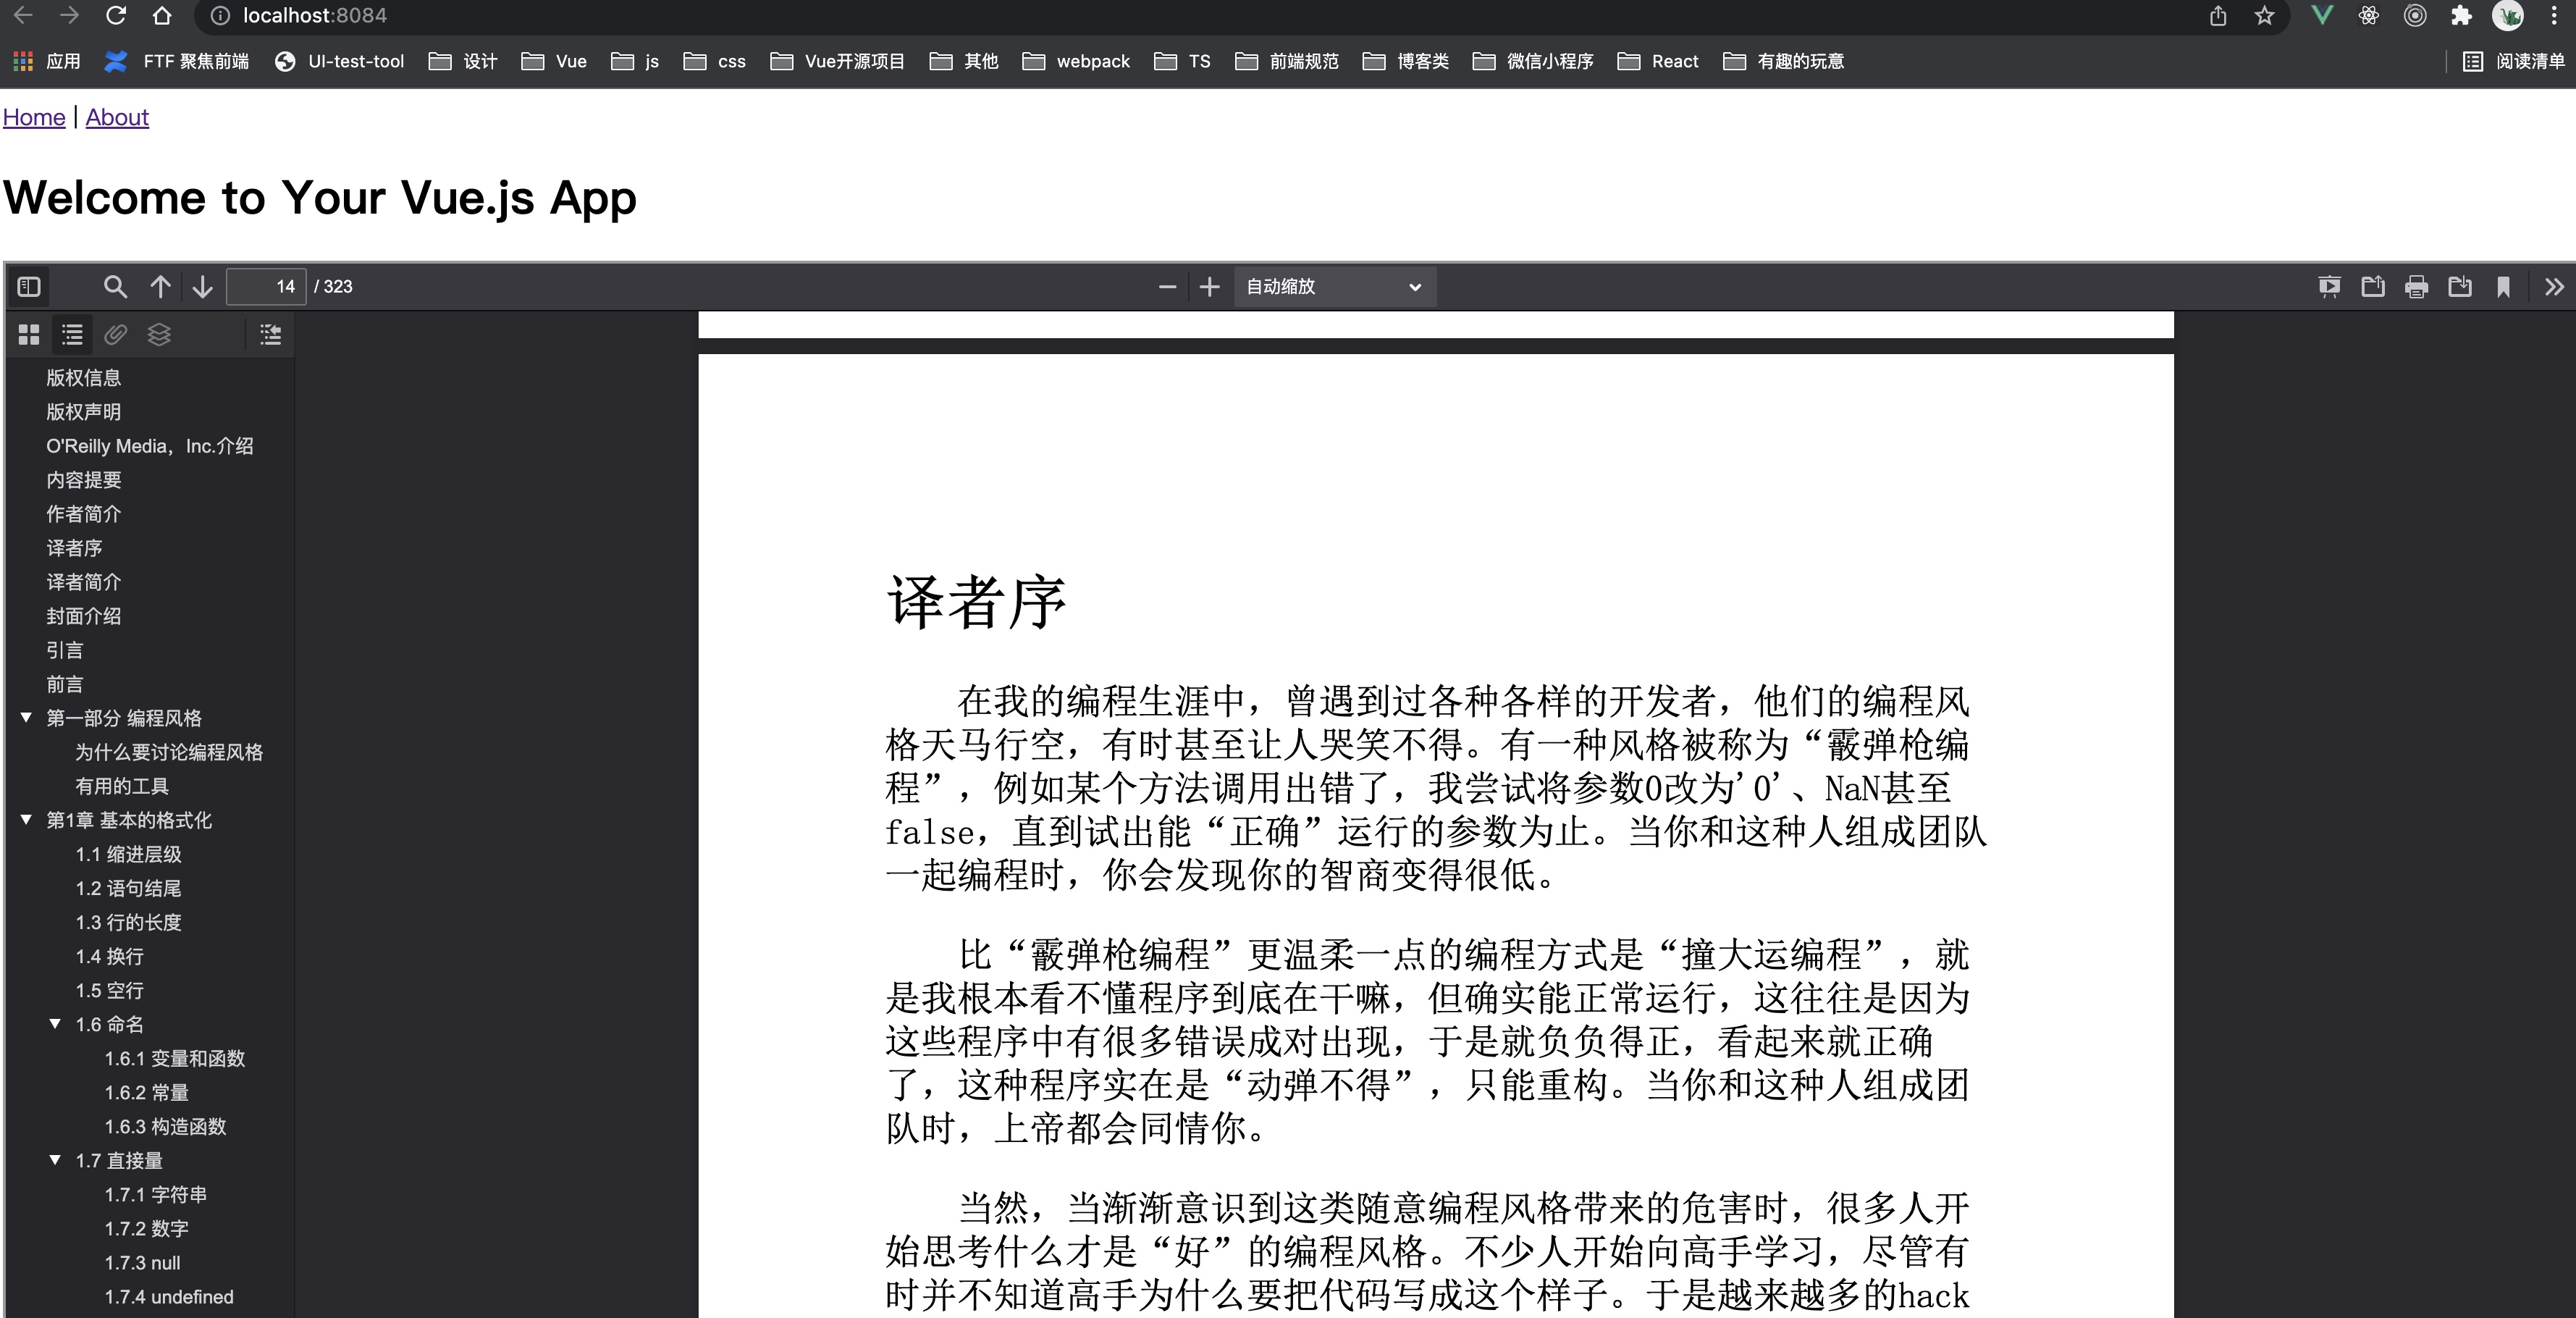 localhost:8084
应用 FTF 聚焦前端 UI-test-tool 设计 Vue js css Vue开源项目 其他 webpack TS 前端规范 博客类 微信小程序 React 有趣的玩意 阅读清单
Home | About
Welcome to Your Vue.js App
14 / 323 自动缩放
版权信息
版权声明
O'Reilly Media，Inc.介绍
内容提要
作者简介
译者序
译者简介
封面介绍
引言
前言
第一部分 编程风格
为什么要讨论编程风格
有用的工具
第1章 基本的格式化
1.1 缩进层级
1.2 语句结尾
1.3 行的长度
1.4 换行
1.5 空行
1.6 命名
1.6.1 变量和函数
1.6.2 常量
1.6.3 构造函数
1.7 直接量
1.7.1 字符串
1.7.2 数字
1.7.3 null
1.7.4 undefined
译者序
在我的编程生涯中，曾遇到过各种各样的开发者，他们的编程风
格天马行空，有时甚至让人哭笑不得。有一种风格被称为“霰弹枪编
程”，例如某个方法调用出错了，我尝试将参数0改为'0'、NaN甚至
false，直到试出能“正确”运行的参数为止。当你和这种人组成团队
一起编程时，你会发现你的智商变得很低。
比“霰弹枪编程”更温柔一点的编程方式是“撞大运编程”，就
是我根本看不懂程序到底在干嘛，但确实能正常运行，这往往是因为
这些程序中有很多错误成对出现，于是就负负得正，看起来就正确
了，这种程序实在是“动弹不得”，只能重构。当你和这种人组成团
队时，上帝都会同情你。
当然，当渐渐意识到这类随意编程风格带来的危害时，很多人开
始思考什么才是“好”的编程风格。不少人开始向高手学习，尽管有
时并不知道高手为什么要把代码写成这个样子。于是越来越多的hack